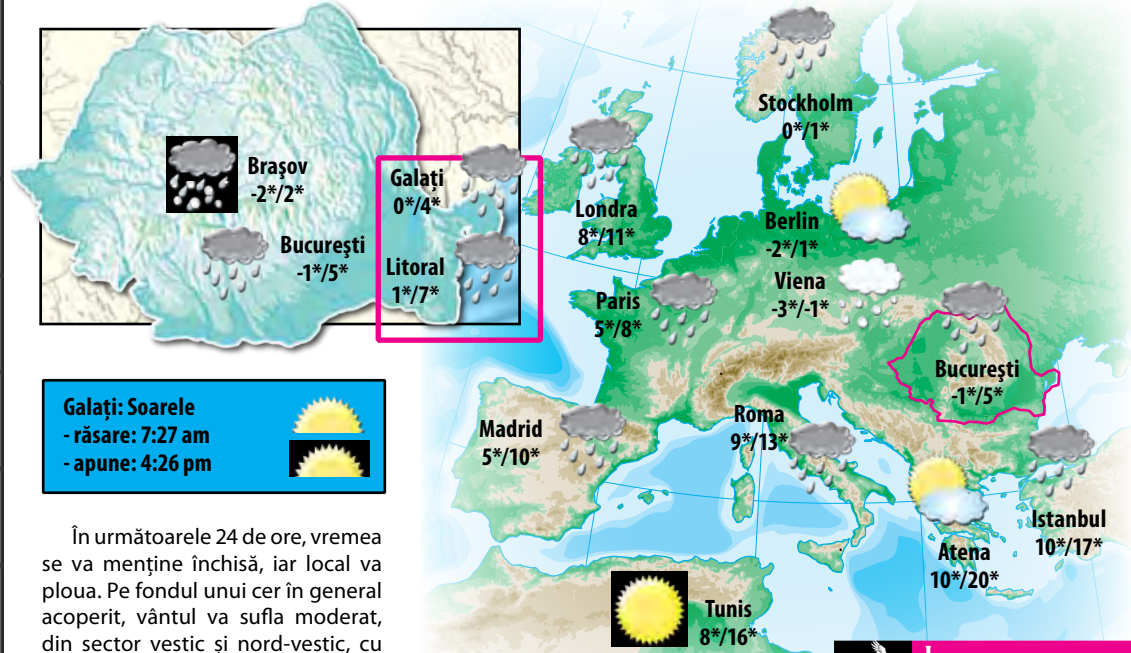 Brașov
-2*/2*
București
-1*/5*
Galați
0*/4*
Litoral
1*/7*
Stockholm
0*/1*
Londra
8*/11*
Berlin
-2*/1*
Viena
-3*/-1*
Paris
5*/8*
București
-1*/5*
Madrid
5*/10*
Roma
9*/13*
Istanbul
10*/17*
Atena
10*/20*
Tunis
8*/16*
Galați: Soarele
- răsare: 7:27 am
- apune: 4:26 pm
În următoarele 24 de ore, vremea
se va menține închisă, iar local va
ploua. Pe fondul unui cer în general
acoperit, vântul va sufla moderat,
din sector vestic și nord-vestic, cu